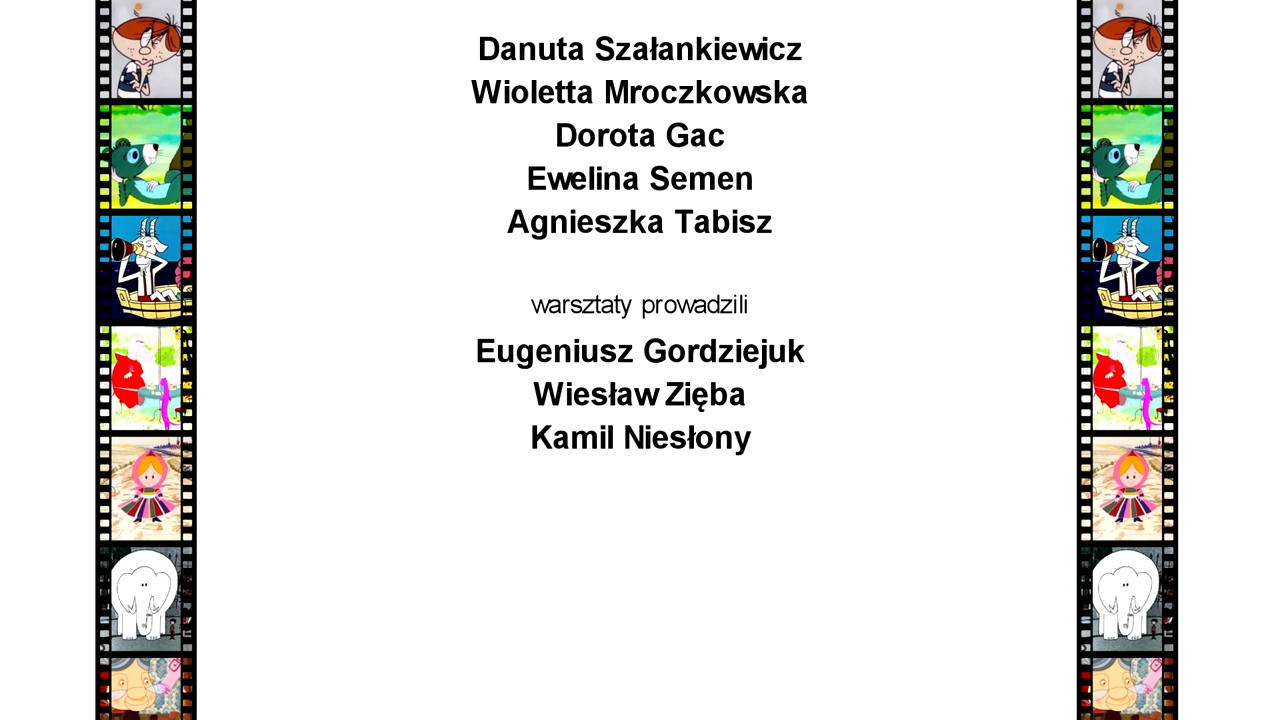 Danuta Szałankiewicz
Wioletta Mroczkowska
Dorota Gac
Ewelina Semen
Agnieszka Tabisz
warsztaty prowadzili
Eugeniusz Gordziejuk
Wiesław Zięba
Kamil Niesłony